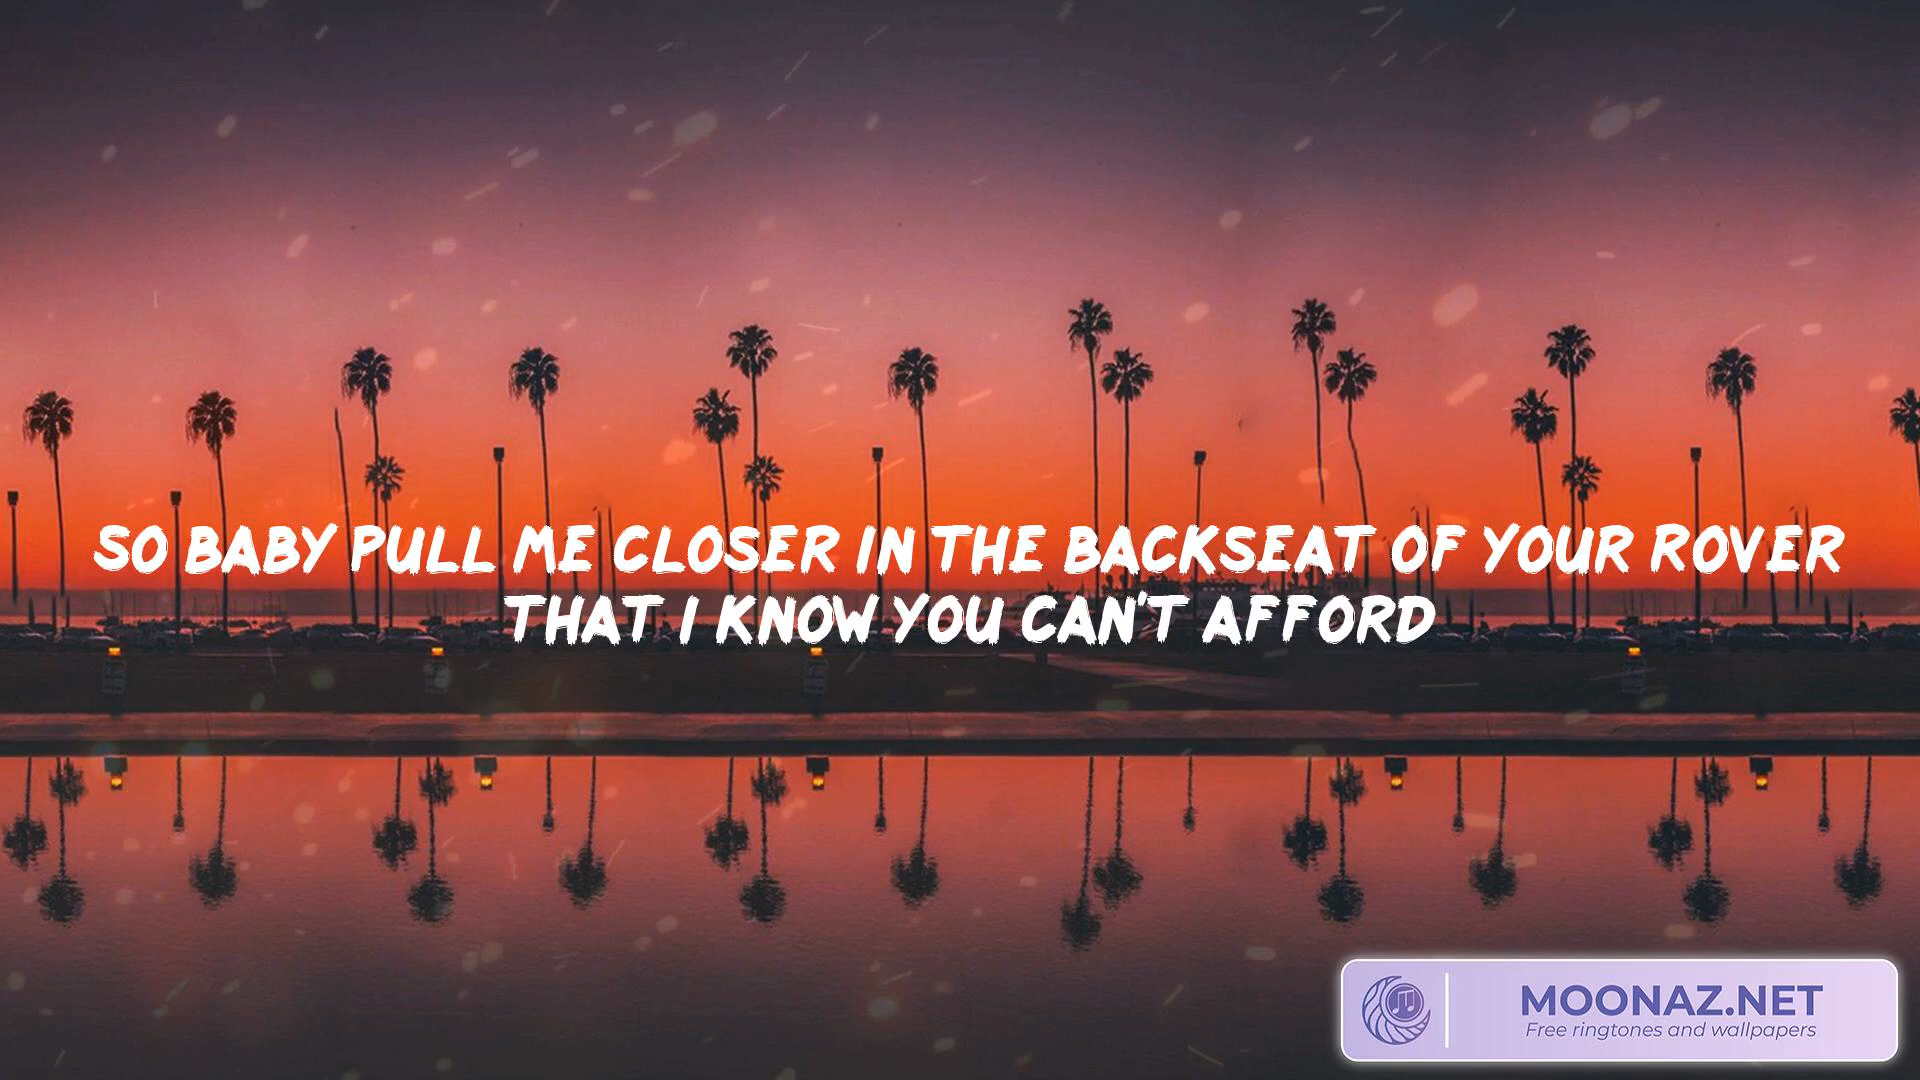 SO BABY PULL ME CLOSER IN THE BACKSEAT OF YOUR ROVER
THAT I KNOW YOU CAN'T AFFORD
MOONAZ.NET
Free ringtones and wallpapers